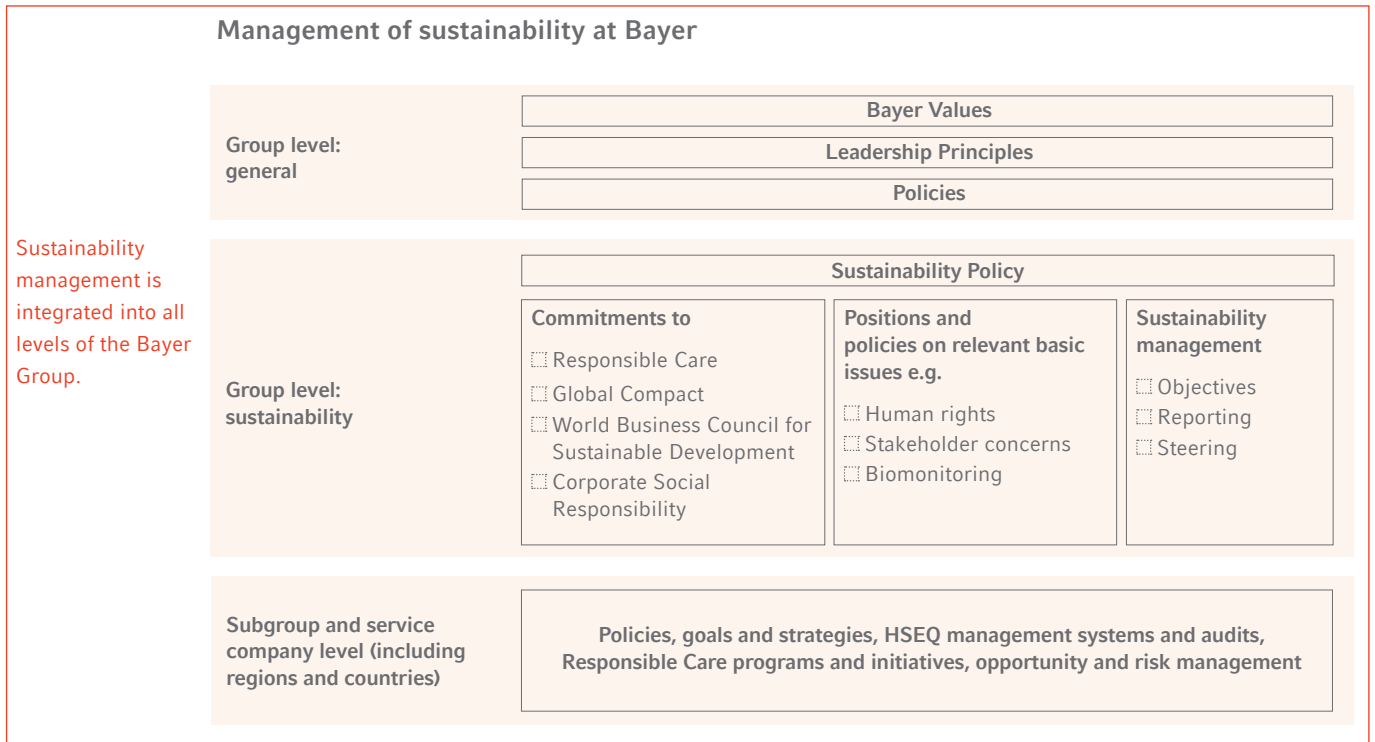 Management of sustainability at Bayer
Sustainability
management is
integrated into all
levels of the Bayer
Group.
Group level:
general
Bayer Values
Leadership Principles
Policies
Group level:
sustainability
Sustainability Policy
Commitments to
Responsible Care
Global Compact
World Business Council for
Sustainable Development
Corporate Social
Responsibility
Positions and
policies on relevant basic
issues e.g.
Human rights
Stakeholder concerns
Biomonitoring
Sustainability
management
Objectives
Reporting
Steering
Subgroup and service
company level (including
regions and countries)
Policies, goals and strategies, HSEQ management systems and audits,
Responsible Care programs and initiatives, opportunity and risk management